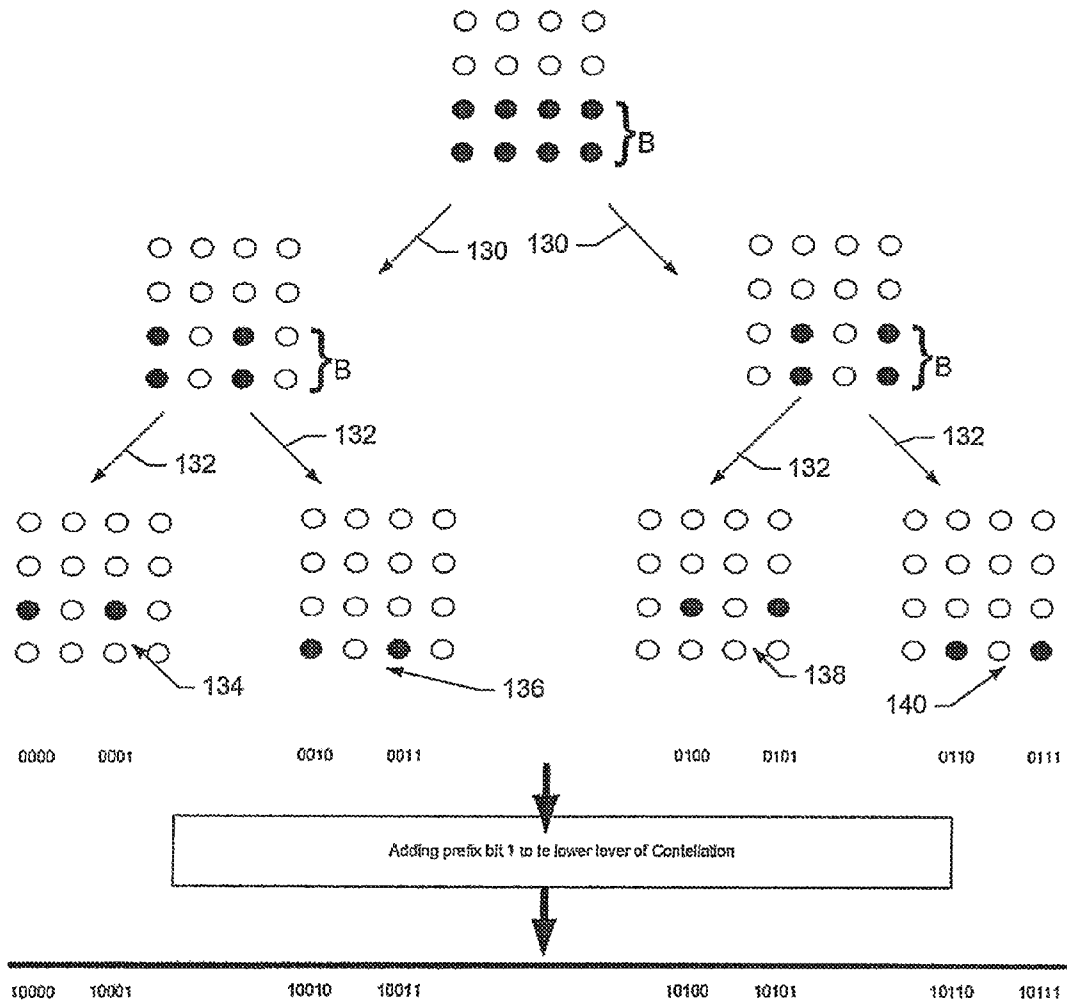 B
130 130
B B
132 132 132 132
134 136 138 140
0000 0001 0010 0011 0100 0101 0110 0111
Adding prefix bit 1 to te lower lever of Contellation
10000 10001 10010 10011 10100 10101 10110 10111